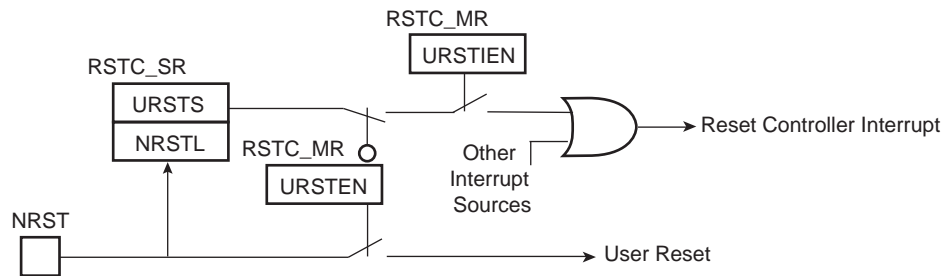 RSTC_MR
URSTIEN
RSTC_SR
URSTS
NRSTL
RSTC_MR
URSTEN
Other
Interrupt
Sources
Reset Controller Interrupt
NRST
User Reset